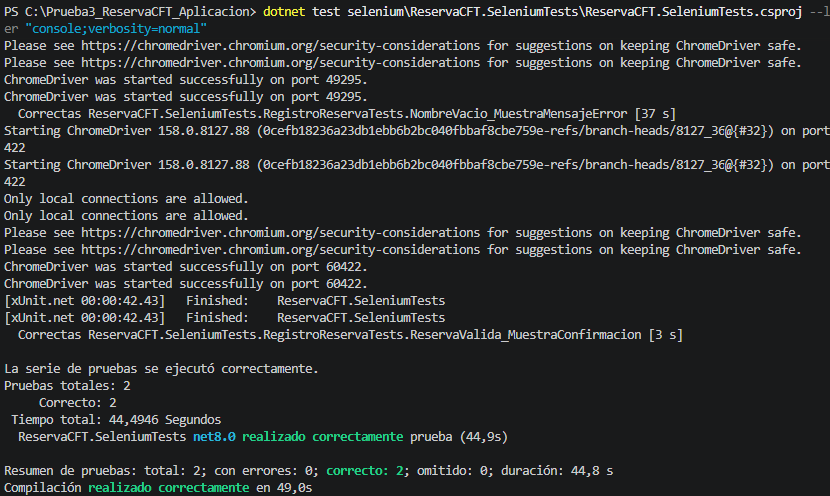 PS C:\Prueba3_ReservaCFT_Aplicacion> dotnet test selenium\ReservaCFT.SeleniumTests\ReservaCFT.SeleniumTests.csproj --l
er "console;verbosity=normal"
Please see https://chromedriver.chromium.org/security-considerations for suggestions on keeping ChromeDriver safe.
Please see https://chromedriver.chromium.org/security-considerations for suggestions on keeping ChromeDriver safe.
ChromeDriver was started successfully on port 49295.
ChromeDriver was started successfully on port 49295.
  Correctas ReservaCFT.SeleniumTests.RegistroReservaTests.NombreVacio_MuestraMensajeError [37 s]
Starting ChromeDriver 158.0.8127.88 (0cefb18236a23db1ebb6b2bc040fbbaf8cbe759e-refs/branch-heads/8127_36@{#32}) on port
422
Starting ChromeDriver 158.0.8127.88 (0cefb18236a23db1ebb6b2bc040fbbaf8cbe759e-refs/branch-heads/8127_36@{#32}) on port
422
Only local connections are allowed.
Only local connections are allowed.
Please see https://chromedriver.chromium.org/security-considerations for suggestions on keeping ChromeDriver safe.
Please see https://chromedriver.chromium.org/security-considerations for suggestions on keeping ChromeDriver safe.
ChromeDriver was started successfully on port 60422.
ChromeDriver was started successfully on port 60422.
[xUnit.net 00:00:42.43]   Finished:    ReservaCFT.SeleniumTests
[xUnit.net 00:00:42.43]   Finished:    ReservaCFT.SeleniumTests
  Correctas ReservaCFT.SeleniumTests.RegistroReservaTests.ReservaValida_MuestraConfirmacion [3 s]
La serie de pruebas se ejecutó correctamente.
Pruebas totales: 2
     Correcto: 2
 Tiempo total: 44,4946 Segundos
  ReservaCFT.SeleniumTests net8.0 realizado correctamente prueba (44,9s)
Resumen de pruebas: total: 2; con errores: 0; correcto: 2; omitido: 0; duración: 44,8 s
Compilación realizado correctamente en 49,0s